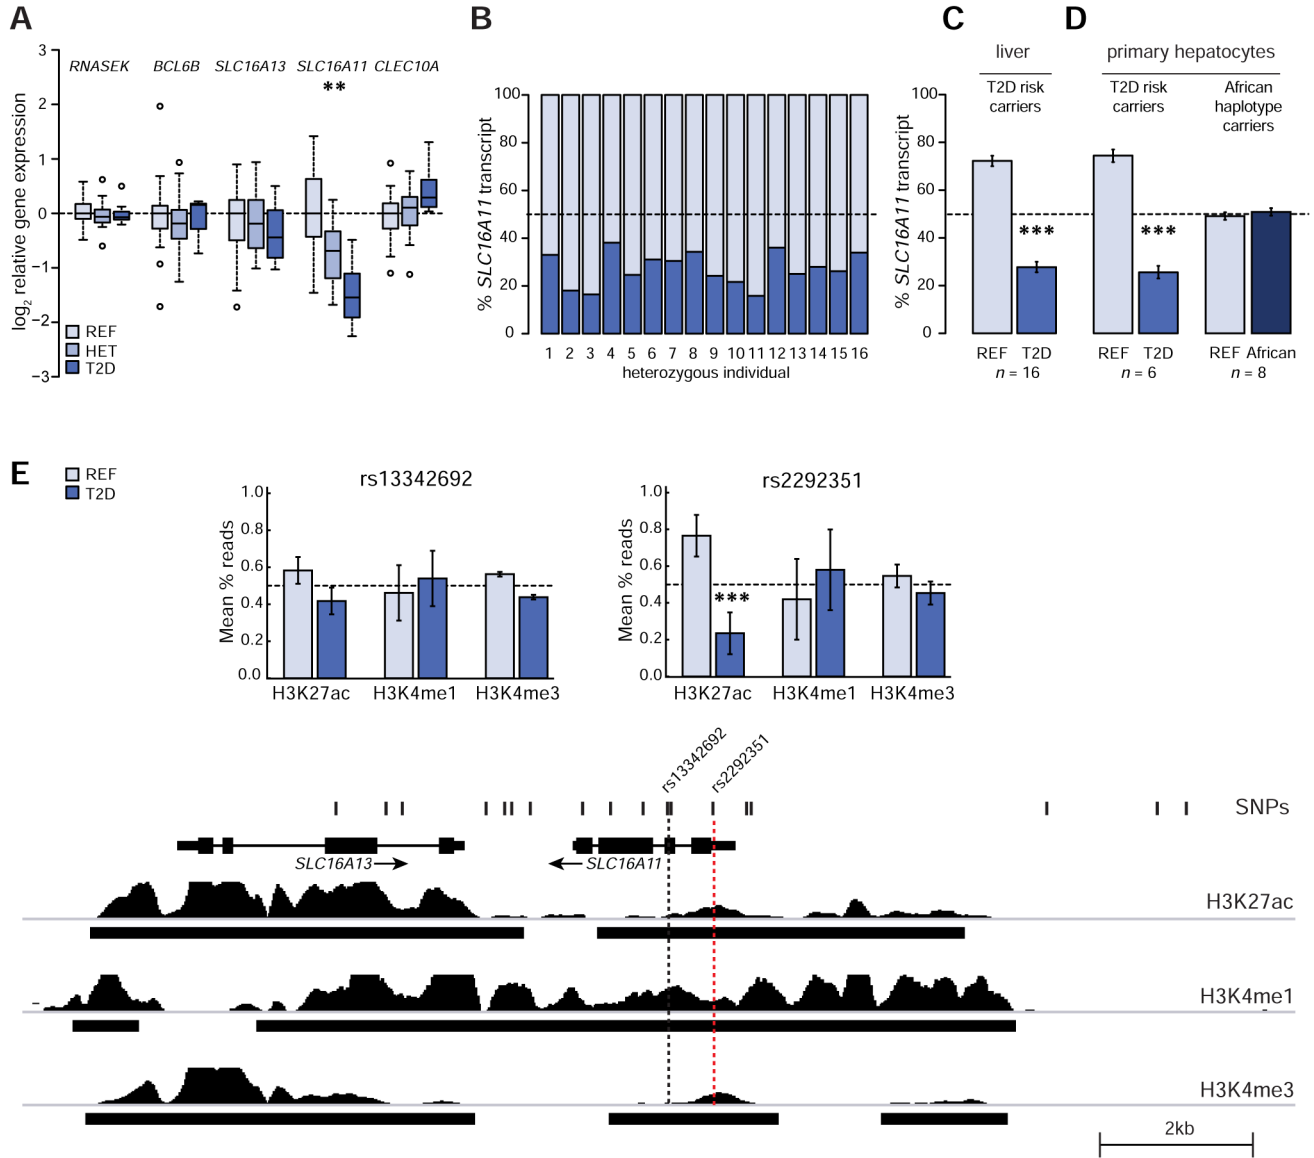 A
RNASEK BCL6B SLC16A13 SLC16A11 CLEC10A
**
log2 relative gene expression
3
2
1
0
−1
−2
−3
REF
HET
T2D
B
% SLC16A11 transcript
100
80
60
40
20
0
1 2 3 4 5 6 7 8 9 10 11 12 13 14 15 16
heterozygous individual
C
liver
T2D risk
carriers
% SLC16A11 transcript
100
80
60
40
20
0
***
REF T2D
n = 16
D
primary hepatocytes
T2D risk
carriers
African
haplotype
carriers
***
REF T2D
n = 6
REF African
n = 8
E
REF
T2D
rs13342692
Mean % reads
1.0
0.8
0.6
0.4
0.2
0.0
H3K27ac H3K4me1 H3K4me3
rs2292351
Mean % reads
1.0
0.8
0.6
0.4
0.2
0.0
***
H3K27ac H3K4me1 H3K4me3
rs13342692
rs2292351
SNPs
SLC16A13
SLC16A11
H3K27ac
H3K4me1
H3K4me3
2kb